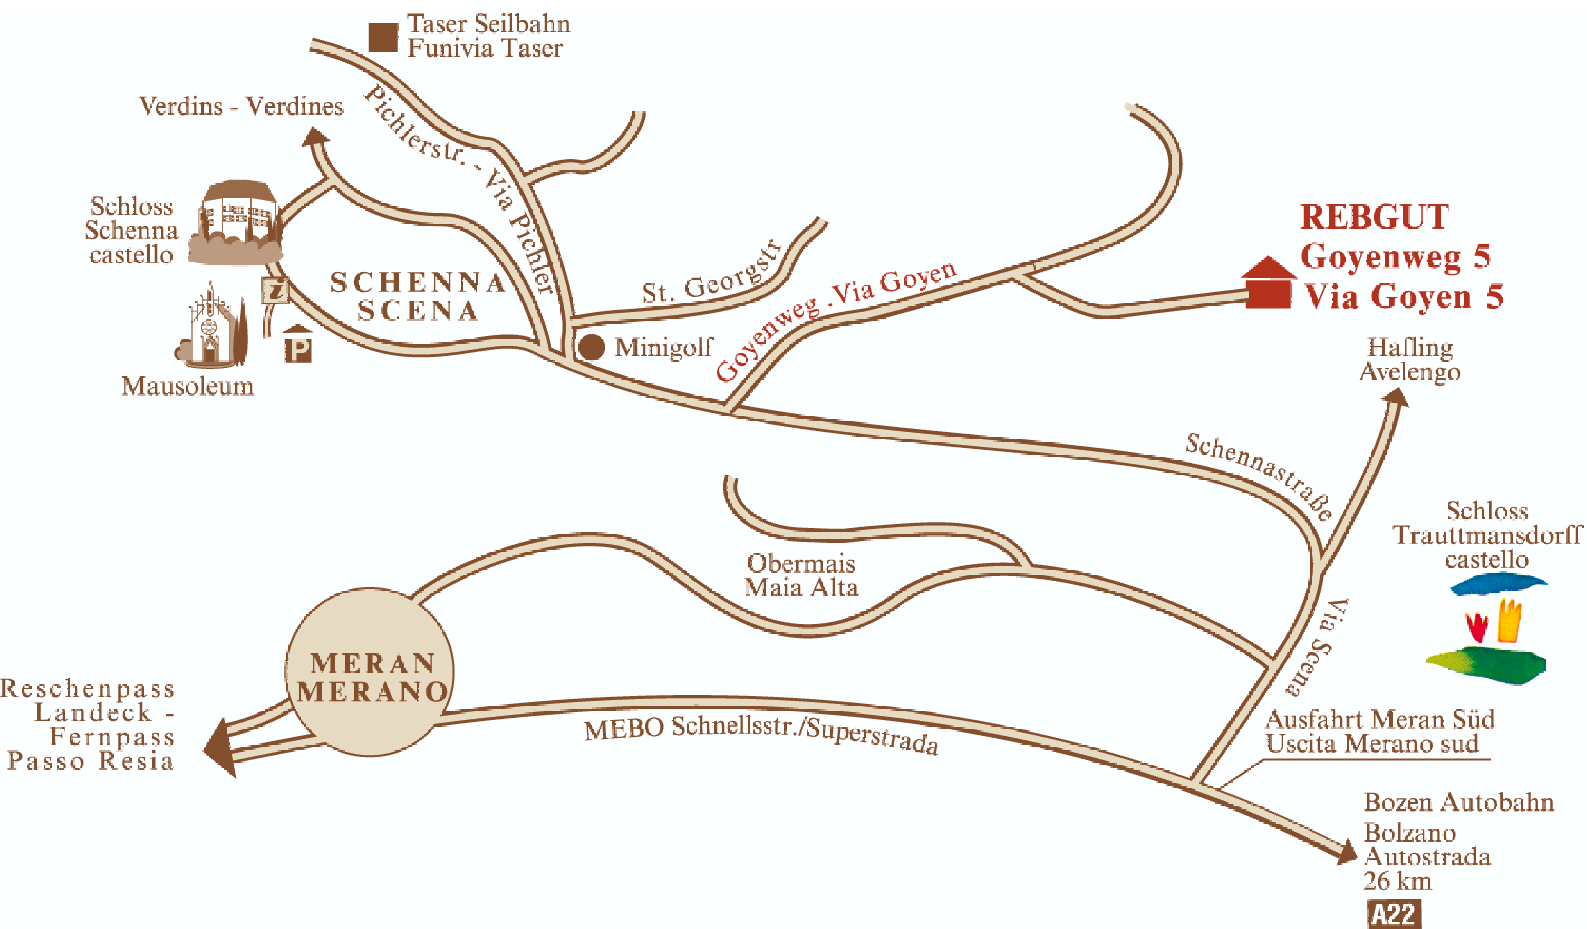 Taser Seilbahn
Funivia Taser
Verdins - Verdines
Pichlerstr. - Via Pichler
Schloss
Schenna
castello
SCHENNA
SCENA
i
P
Mausoleum
St. Georgstr
Minigolf
Goyenweg - Via Goyen
REBGUT
Goyenweg 5
Via Goyen 5
Hafling
Avelengo
Schennastraße
Schloss
Trauttmansdorff
castello
Obermais
Maia Alta
Via Scena
MERAN
MERANO
Reschenpass
Landeck -
Fernpass
Passo Resia
MEBO Schnellsstr./Superstrada
Ausfahrt Meran Süd
Uscita Merano sud
Bozen Autobahn
Bolzano
Autostrada
26 km
A22